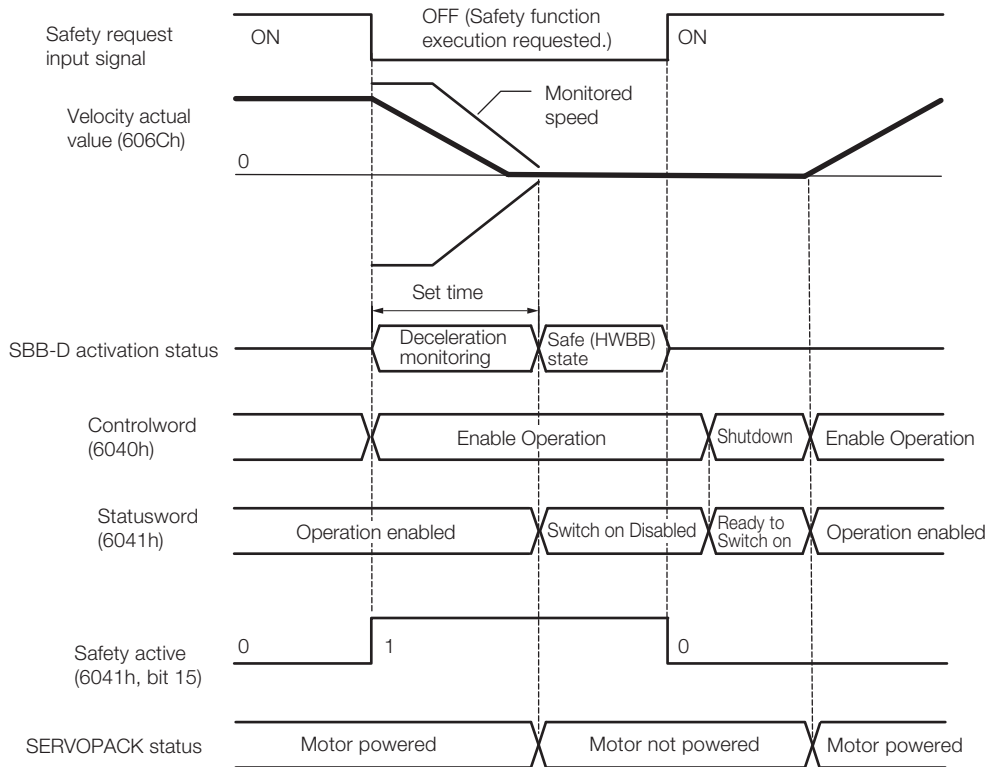 Safety request
input signal
ON
OFF (Safety function
execution requested.)
ON
Velocity actual
value (606Ch)
Monitored
speed
0
Set time
SBB-D activation status
Deceleration
monitoring
Safe (HWBB)
state
Controlword
(6040h)
Enable Operation
Shutdown
Enable Operation
Statusword
(6041h)
Operation enabled
Switch on Disabled
Ready to
Switch on
Operation enabled
Safety active
(6041h, bit 15)
0
1
0
SERVOPACK status
Motor powered
Motor not powered
Motor powered